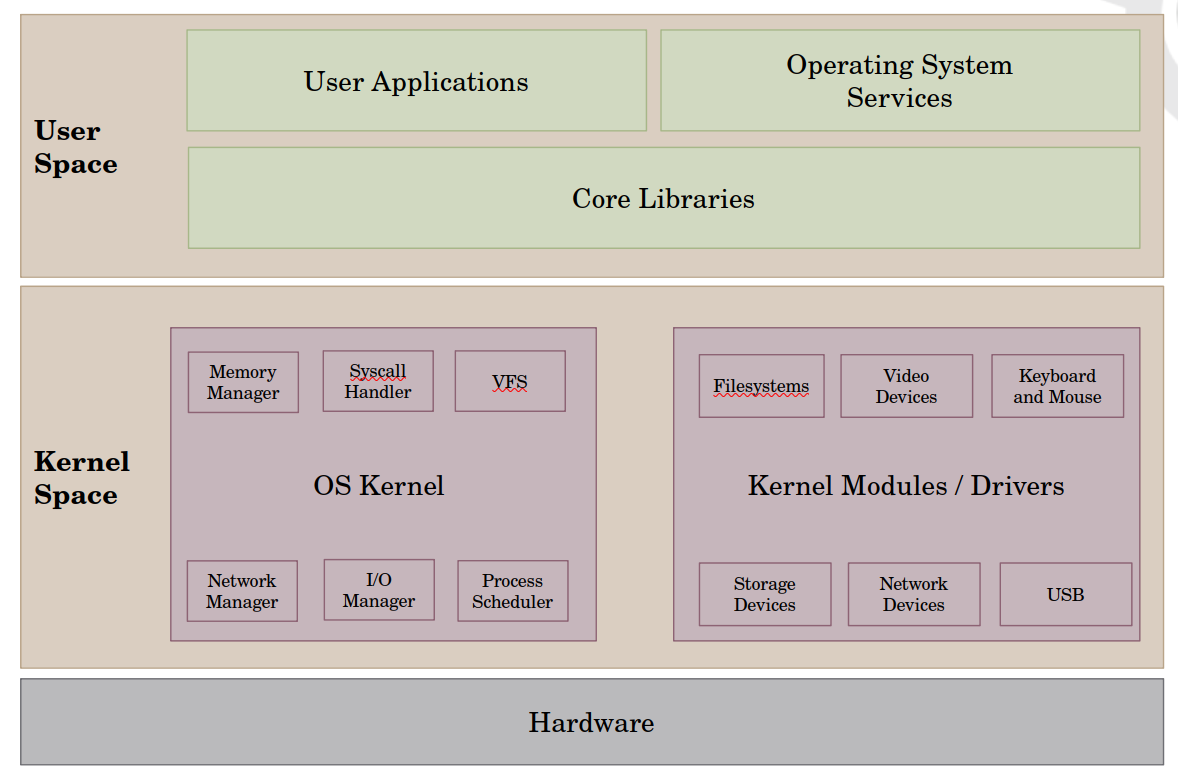 User Applications
Operating System
Services
User
Space
Core Libraries
Kernel
Space
Memory
Manager
Syscall
Handler
VFS
OS Kernel
Network
Manager
I/O
Manager
Process
Scheduler
Filesystems
Video
Devices
Keyboard
and Mouse
Kernel Modules / Drivers
Storage
Devices
Network
Devices
USB
Hardware